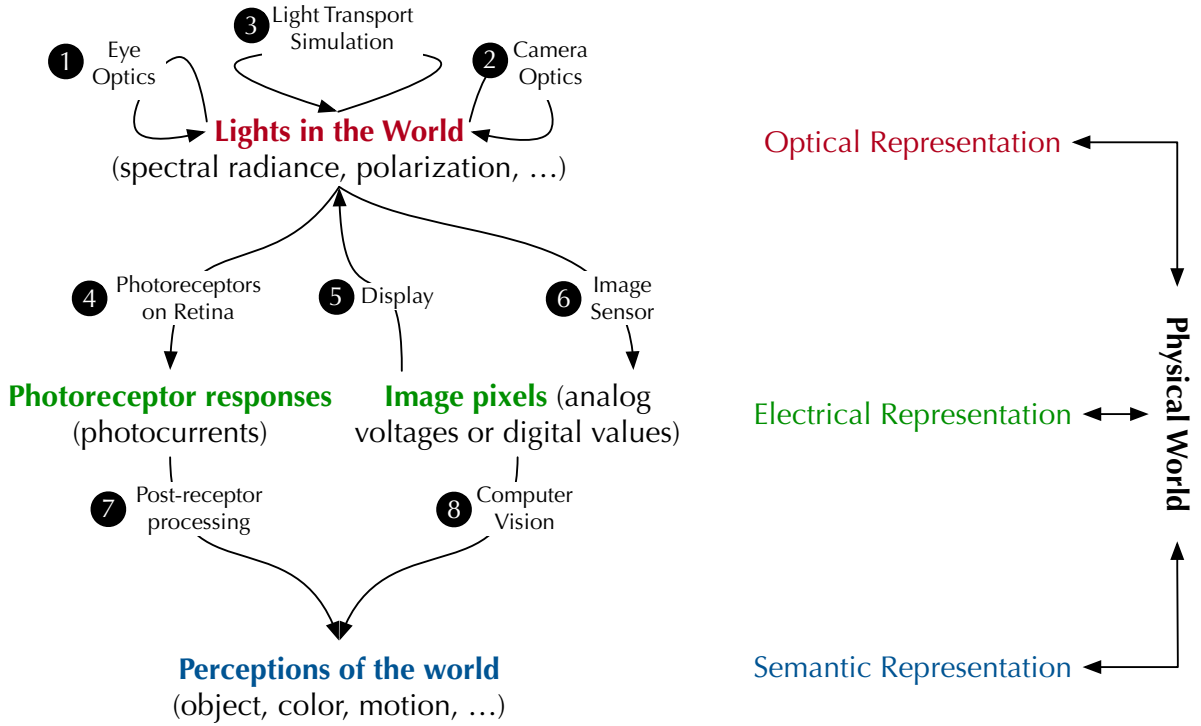 3
Light Transport
Simulation
1
Eye
Optics
2
Camera
Optics
Lights in the World
(spectral radiance, polarization, …)
4
Photoreceptors
on Retina
5
Display
6
Image
Sensor
Photoreceptor responses
(photocurrents)
Image pixels (analog
voltages or digital values)
7
Post-receptor
processing
8
Computer
Vision
Perceptions of the world
(object, color, motion, …)
Optical Representation
Electrical Representation
Semantic Representation
Physical World